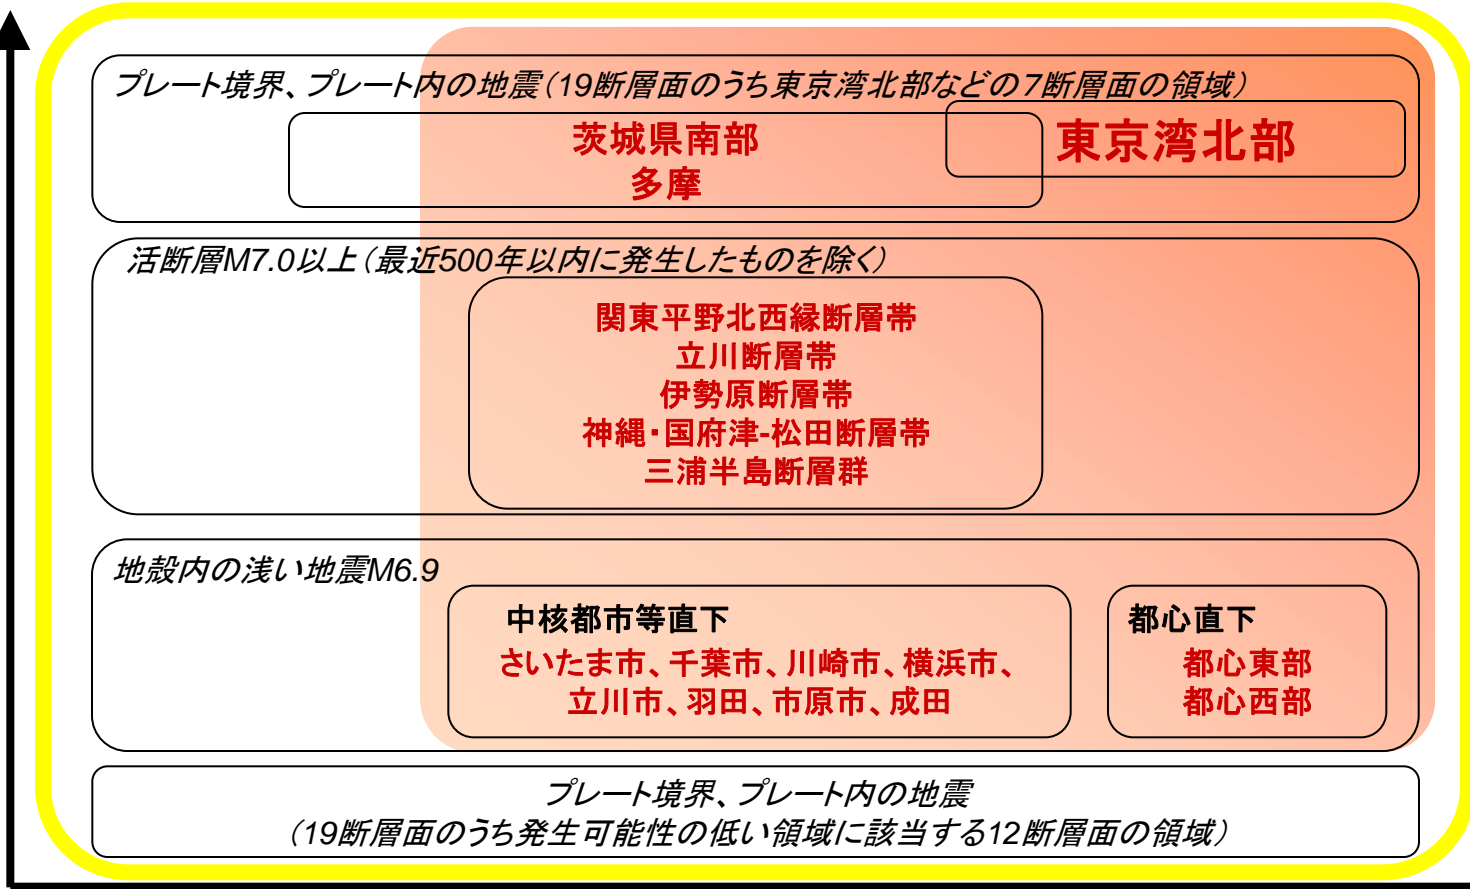 プレート境界、プレート内の地震（19断層面のうち東京湾北部などの7断層面の領域）
茨城県南部
多摩
東京湾北部
活断層M7.0以上（最近500年以内に発生したものを除く）
関東平野北西縁断層帯
立川断層帯
伊勢原断層帯
神縄・国府津-松田断層帯
三浦半島断層群
地殻内の浅い地震M6.9
中核都市等直下
さいたま市、千葉市、川崎市、横浜市、
立川市、羽田、市原市、成田
都心直下
都心東部
都心西部
プレート境界、プレート内の地震
（19断層面のうち発生可能性の低い領域に該当する12断層面の領域）